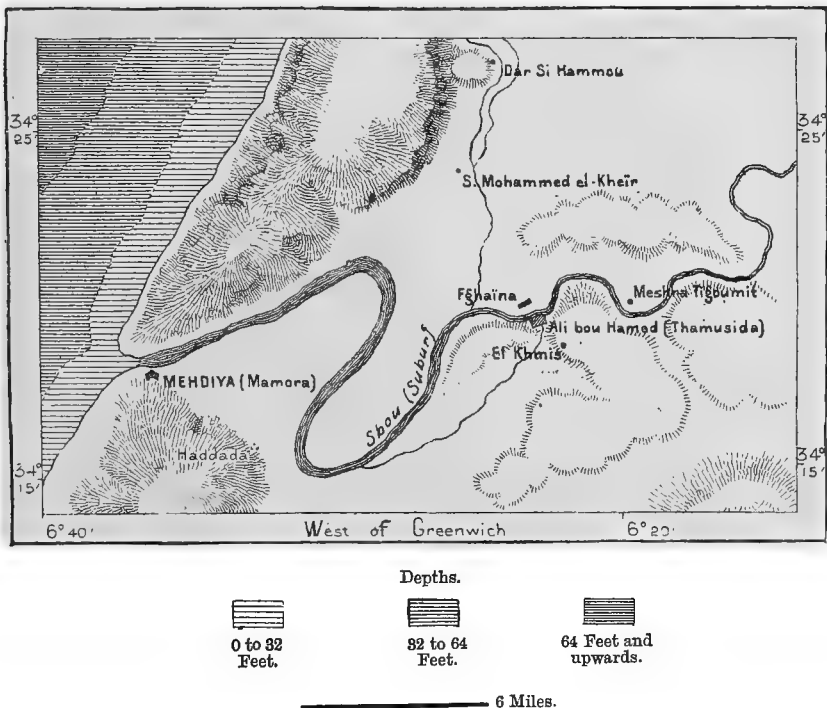 Dar Si Hammou
34°
25'
34°
25'
S. Mohammed el-Kheïr
Fghaïna
Meshra Tigoumit
Ali bou Hamed (Thamusida)
El Khmis
MEHDIYA (Mamora)
Sbou (Subur)
Haddada
34°
15'
34°
15'
6° 40'
West of Greenwich
6° 20'
Depths.
0 to 32
Feet.
32 to 64
Feet.
64 Feet and
upwards.
6 Miles.